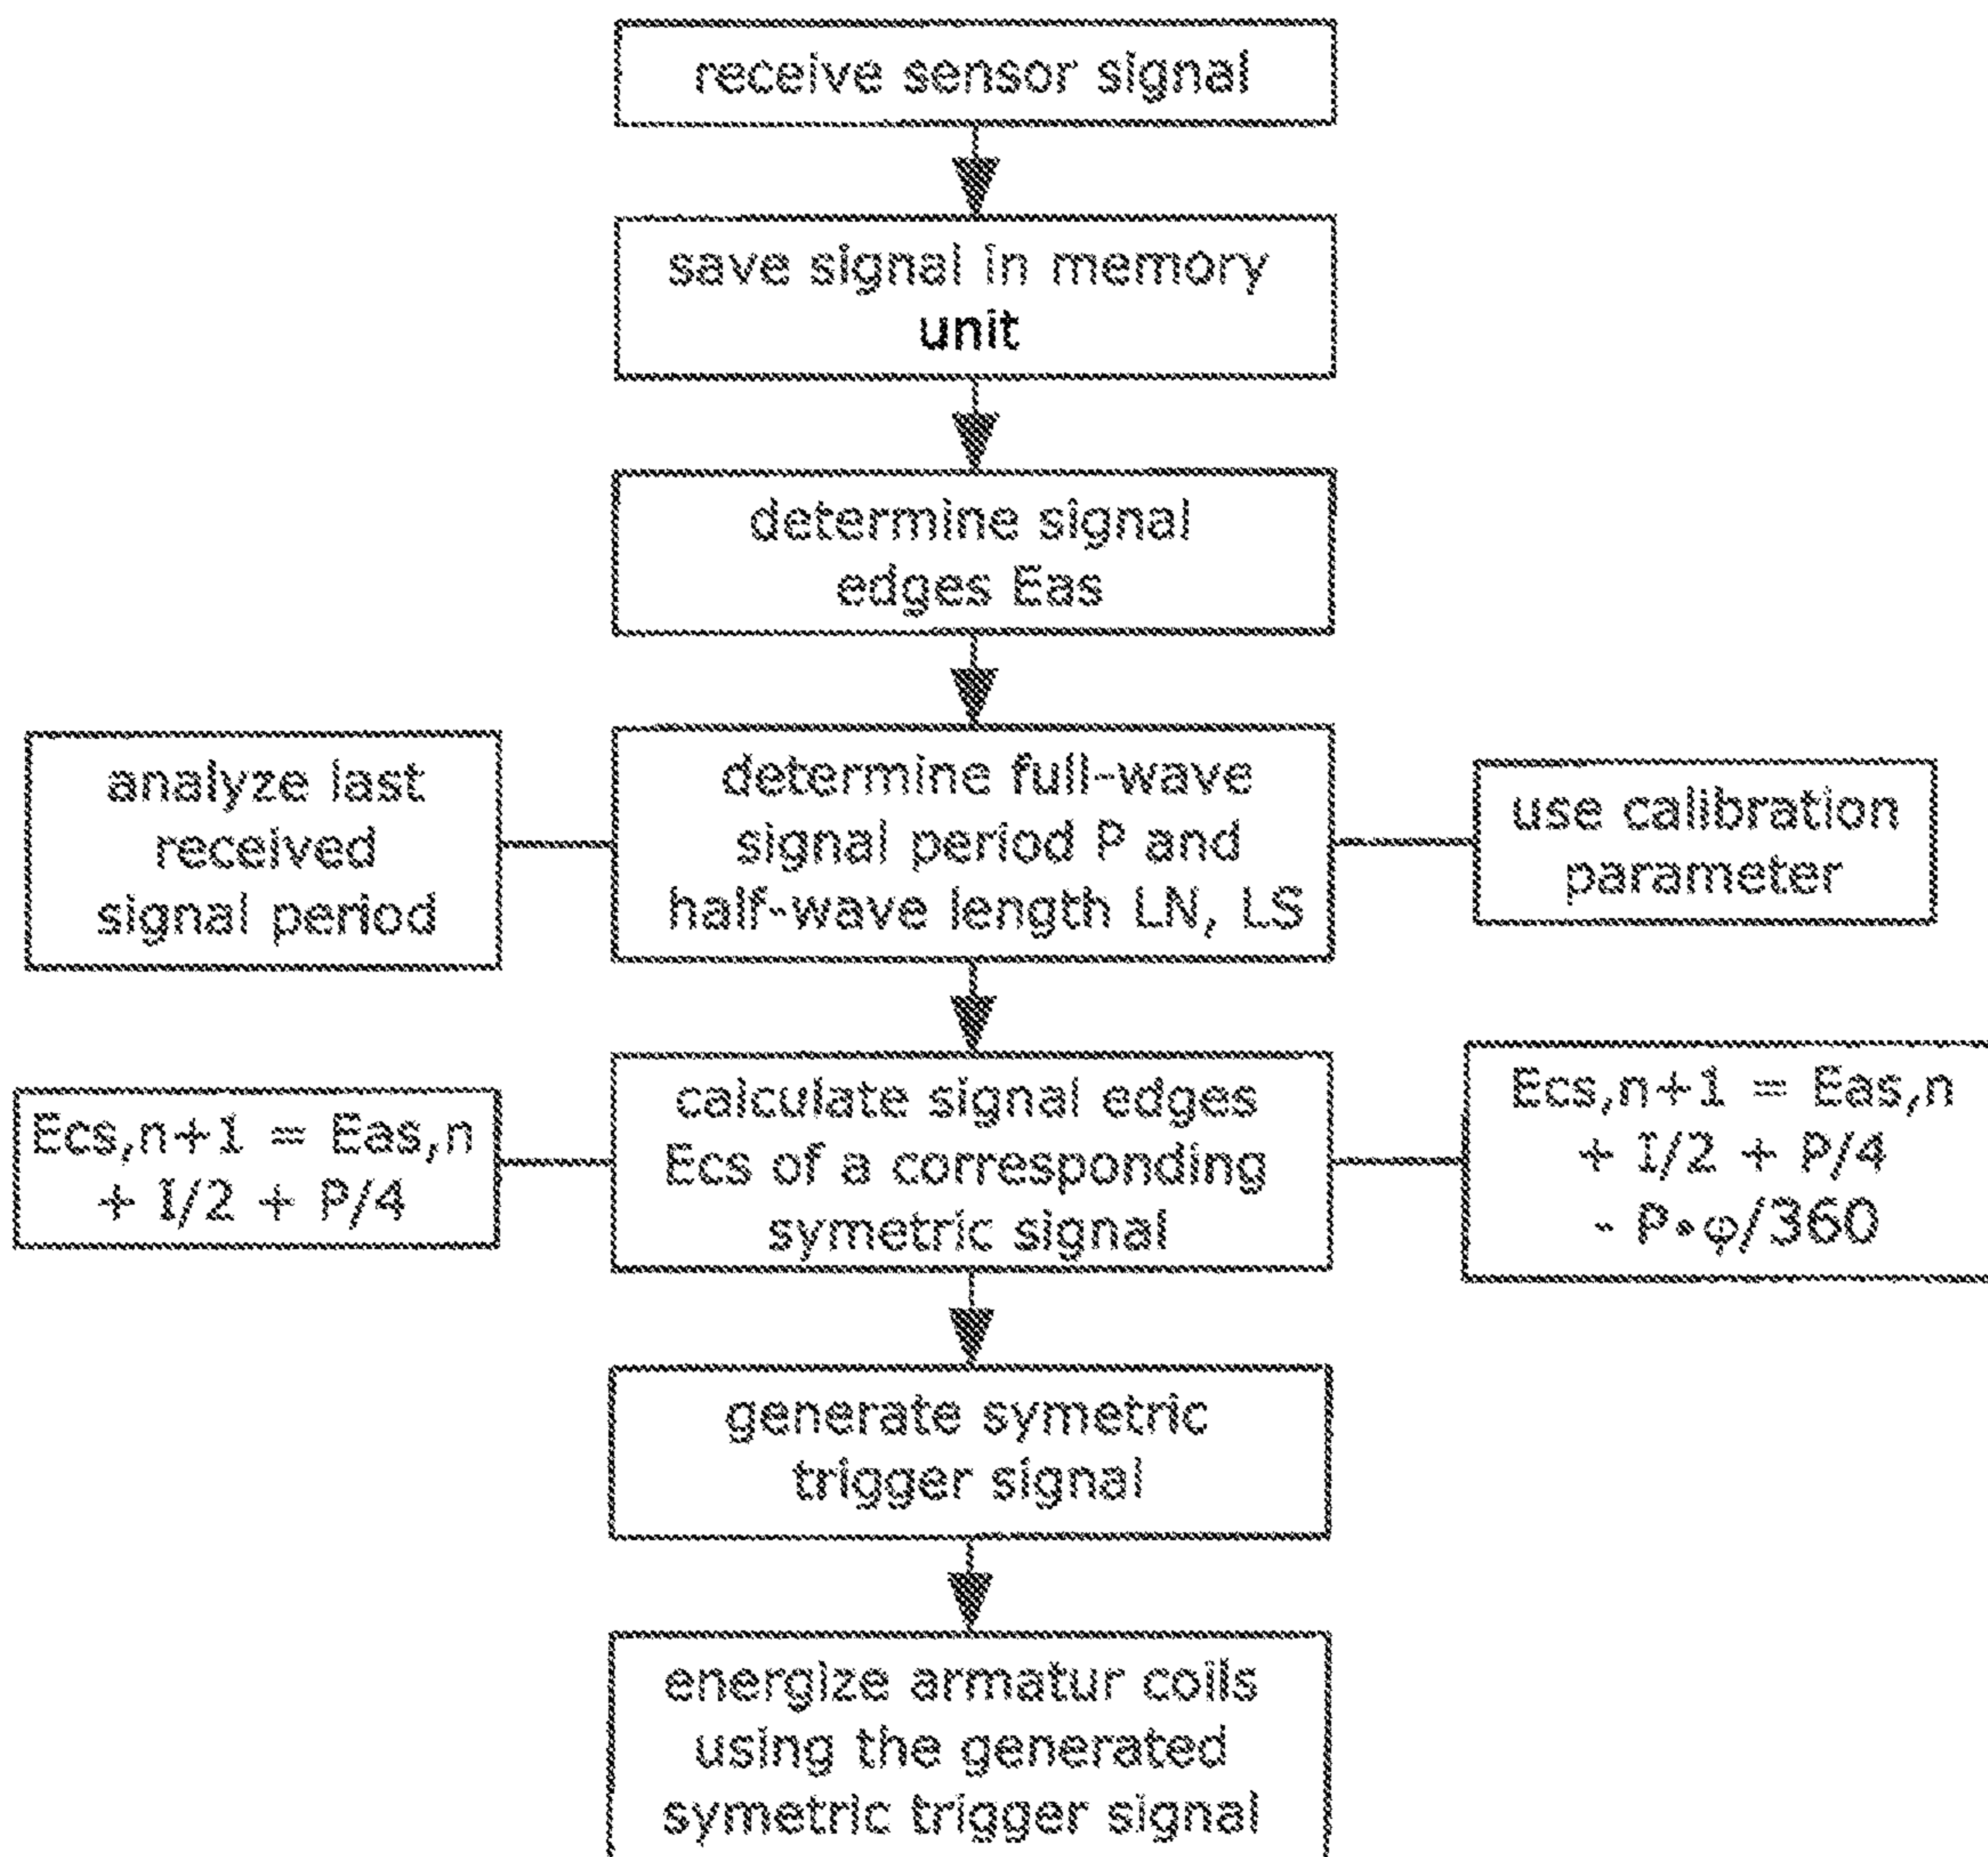 receive sensor signal
save signal in memory
unit
determine signal
edges Eas
analyze last
received
signal period
determine full-wave
signal period P and
half-wave length LN, LS
use calibration
parameter
Ecs,n+1 = Eas,n
+ I/2 + P/4
calculate signal edges
Ecs of a corresponding
symetric signal
Ecs,n+1 = Eas,n
+ I/2 + P/4
- P•φ/360
generate symetric
trigger signal
energize armatur coils
using the generated
symetric trigger signal